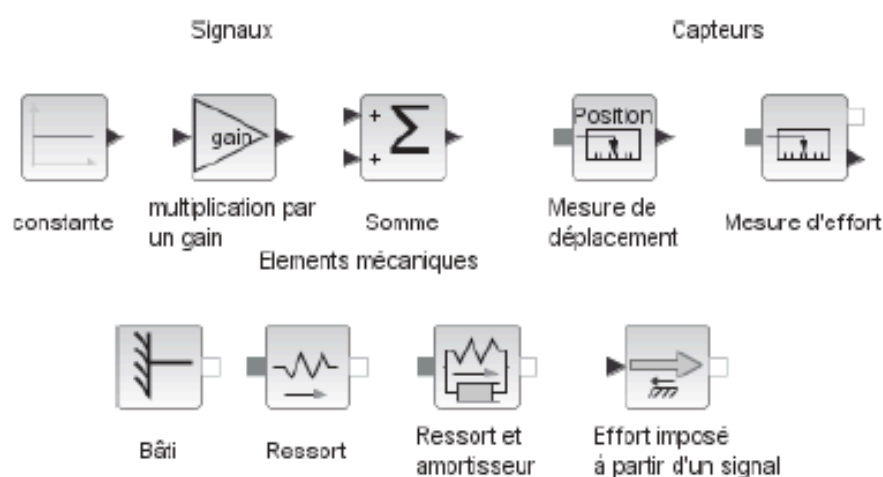 Signaux
Capteurs
gain
+
Σ
+
Position
constante
multiplication par
un gain
Somme
Mesure de
déplacement
Mesure d'effort
Elements mécaniques
Bâti
Ressort
Ressort et
amortisseur
Effort imposé
à partir d'un signal